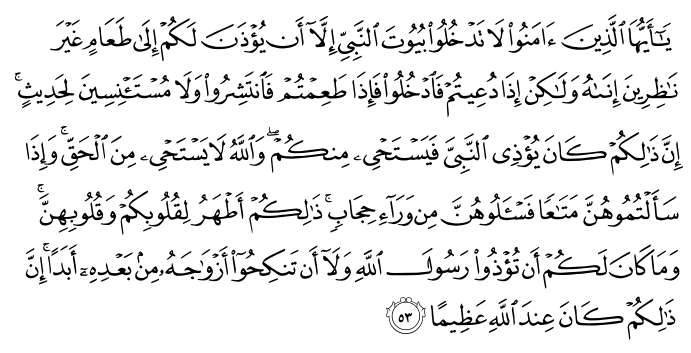 يَٰٓأَيُّهَا ٱلَّذِينَ ءَامَنُوا۟ لَا تَدْخُلُوا۟ بُيُوتَ ٱلنَّبِىِّ إِلَّآ أَن يُؤْذَنَ لَكُمْ إِلَىٰ طَعَامٍ غَيْرَ
نَٰظِرِينَ إِنَىٰهُ وَلَٰكِنْ إِذَا دُعِيتُمْ فَٱدْخُلُوا۟ فَإِذَا طَعِمْتُمْ فَٱنتَشِرُوا۟ وَلَا مُسْتَـْٔنِسِينَ لِحَدِيثٍ ۚ
إِنَّ ذَٰلِكُمْ كَانَ يُؤْذِى ٱلنَّبِىَّ فَيَسْتَحْىِۦ مِنكُمْ ۖ وَٱللَّهُ لَا يَسْتَحْىِۦ مِنَ ٱلْحَقِّ ۚ وَإِذَا
سَأَلْتُمُوهُنَّ مَتَٰعًا فَسْـَٔلُوهُنَّ مِن وَرَآءِ حِجَابٍ ۚ ذَٰلِكُمْ أَطْهَرُ لِقُلُوبِكُمْ وَقُلُوبِهِنَّ ۚ
وَمَا كَانَ لَكُمْ أَن تُؤْذُوا۟ رَسُولَ ٱللَّهِ وَلَآ أَن تَنكِحُوٓا۟ أَزْوَٰجَهُۥ مِنۢ بَعْدِهِۦٓ أَبَدًا ۚ إِنَّ
ذَٰلِكُمْ كَانَ عِندَ ٱللَّهِ عَظِيمًا ٥٣